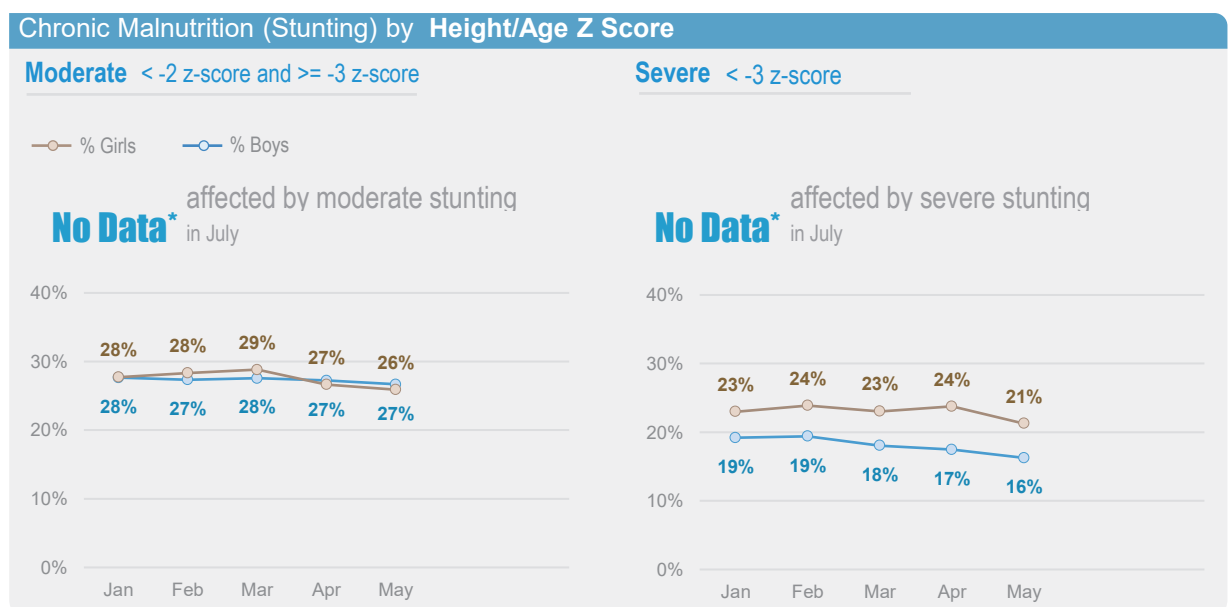 Chronic Malnutrition (Stunting) by Height/Age Z Score
Moderate < -2 z-score and >= -3 z-score
% Girls % Boys
No Data* affected by moderate stunting
in July
40%
30%
20%
10%
0%
28% 28% 29% 27% 26%
28% 27% 28% 27% 27%
Jan Feb Mar Apr May
Severe < -3 z-score
No Data* affected by severe stunting
in July
40%
30%
20%
10%
0%
23% 24% 23% 24% 21%
19% 19% 18% 17% 16%
Jan Feb Mar Apr May